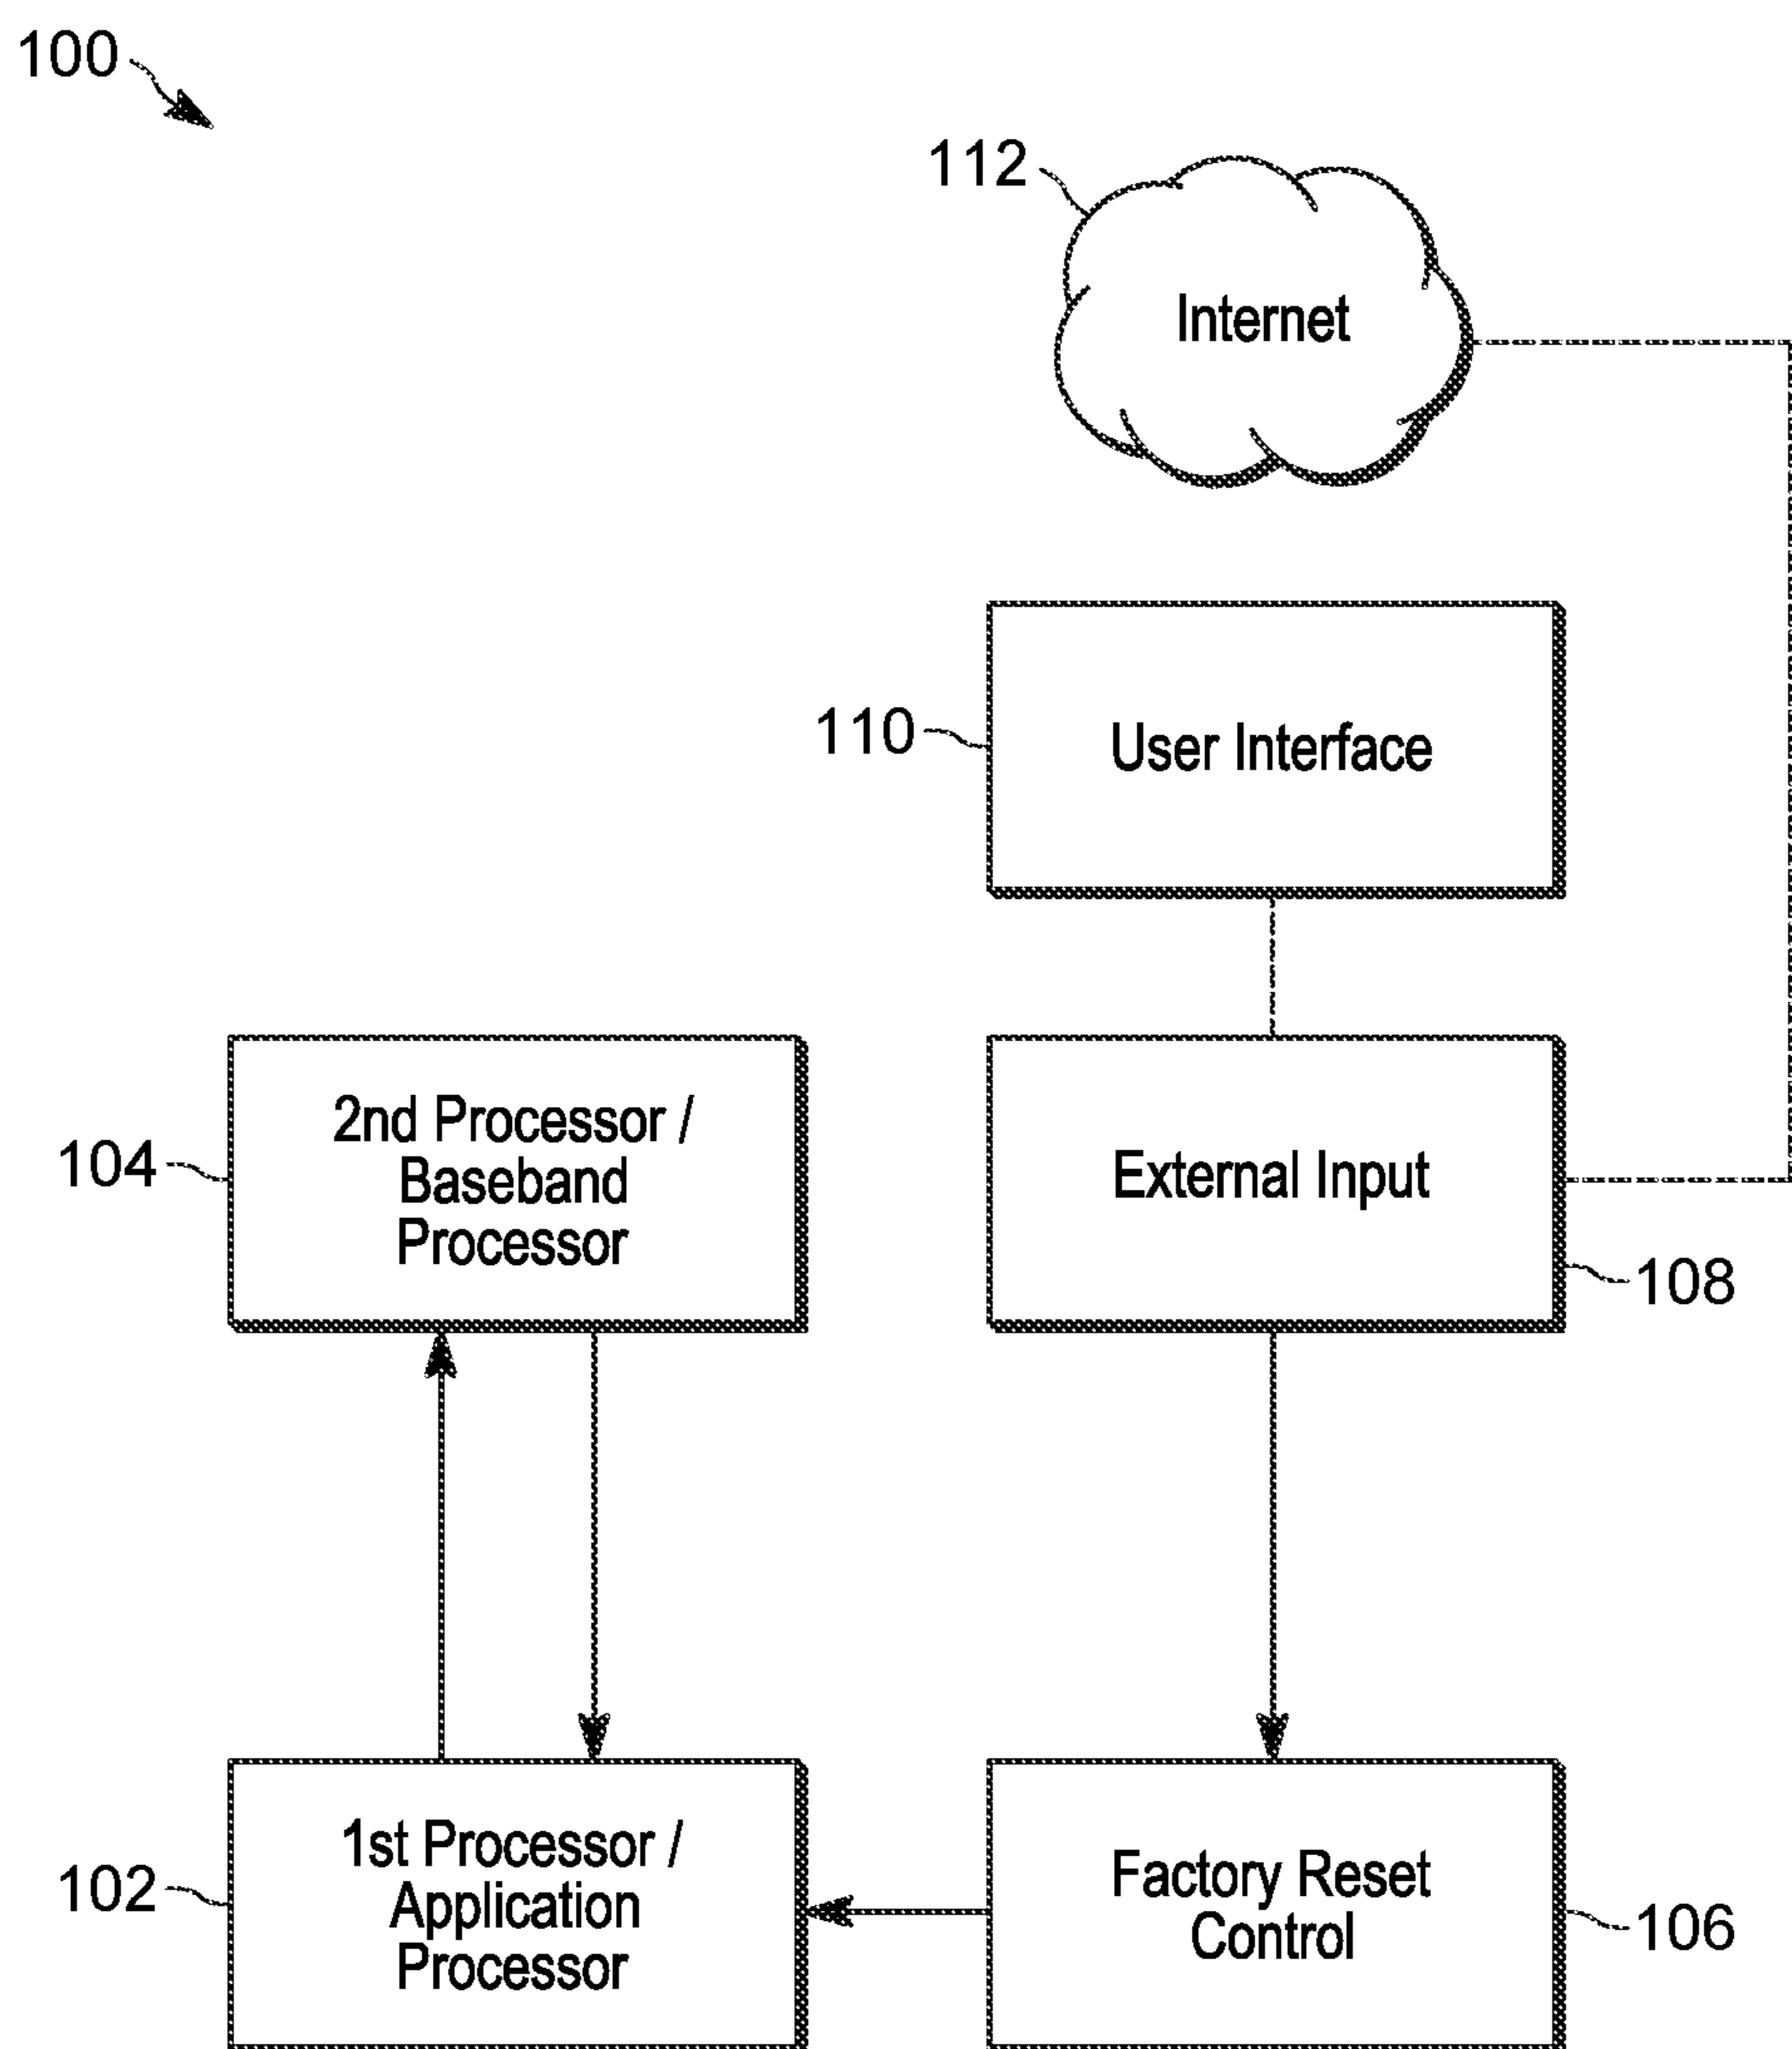 100
112
Internet
110
User Interface
104
2nd Processor /
Baseband
Processor
External Input
108
102
1st Processor /
Application
Processor
Factory Reset
Control
106